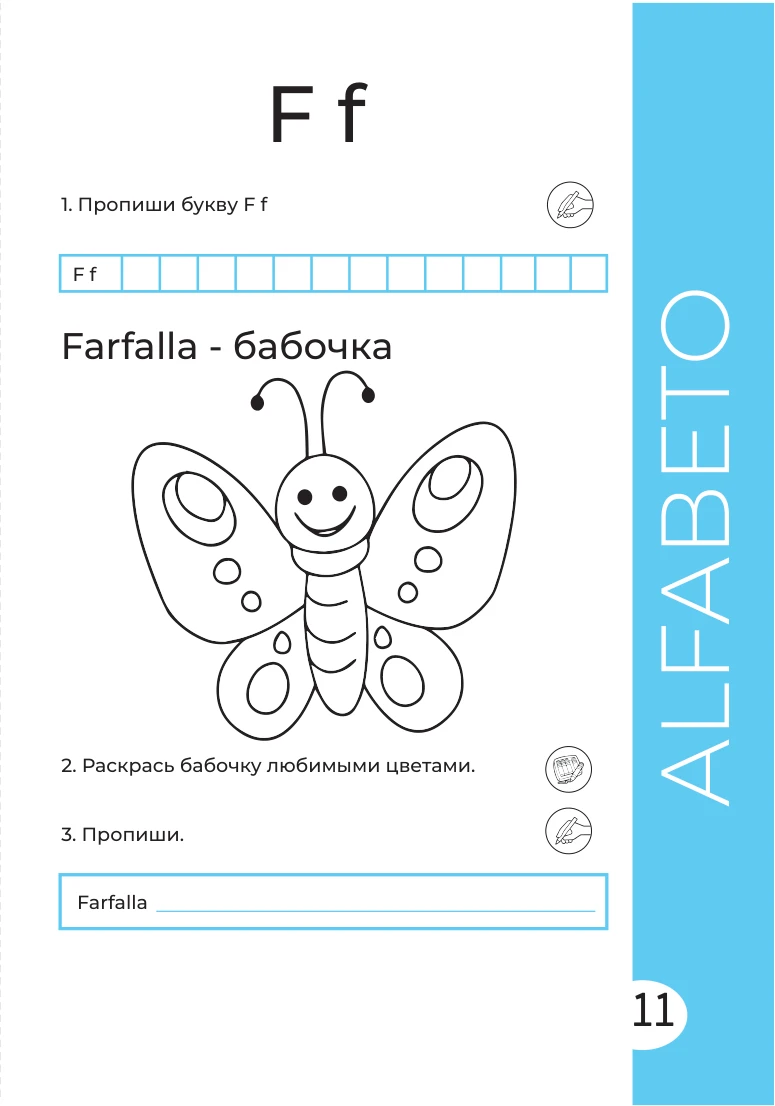 F f
1. Пропиши букву F f
F f
Farfalla - бабочка
2. Раскрась бабочку любимыми цветами.
3. Пропиши.
Farfalla
ALFABETO
11